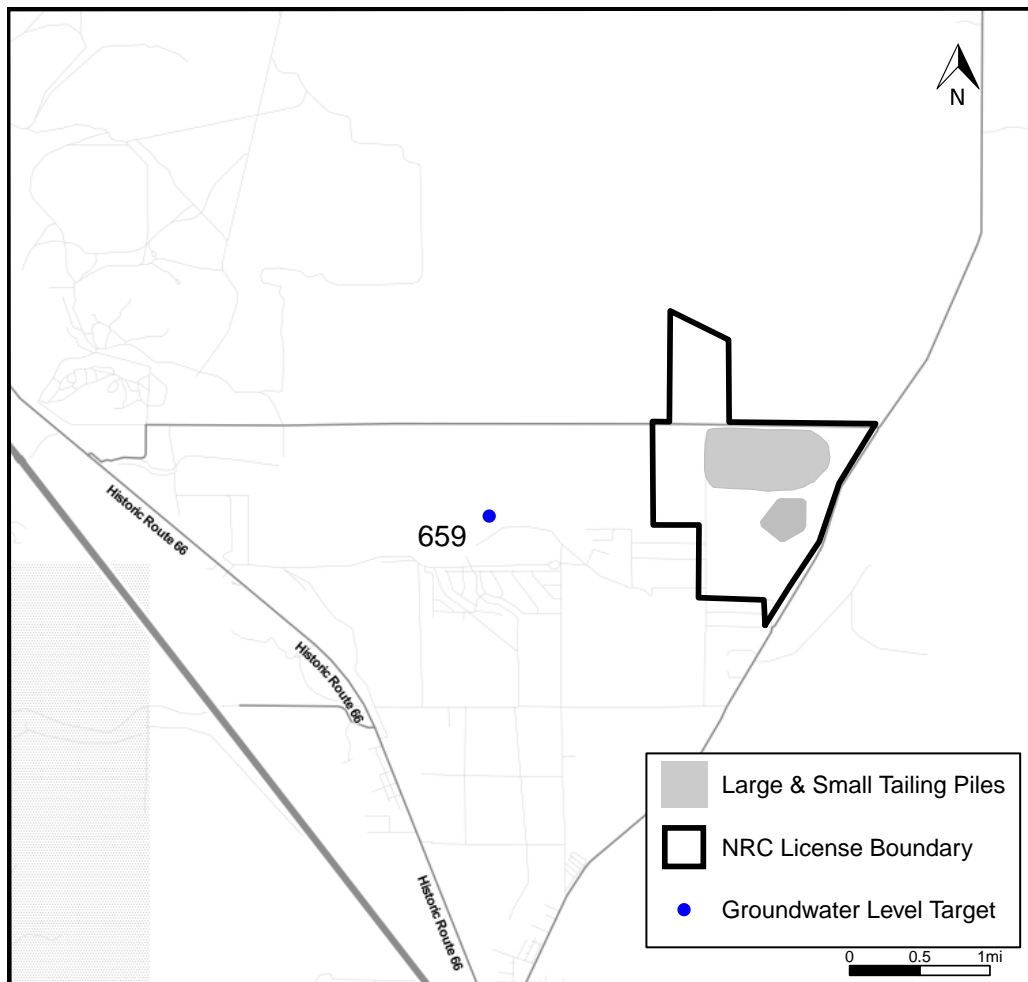 N
Historic Route 66
659
Historic Route 66
Large & Small Tailing Piles
NRC License Boundary
Historic Route 66
Groundwater Level Target
0 0.5 1mi